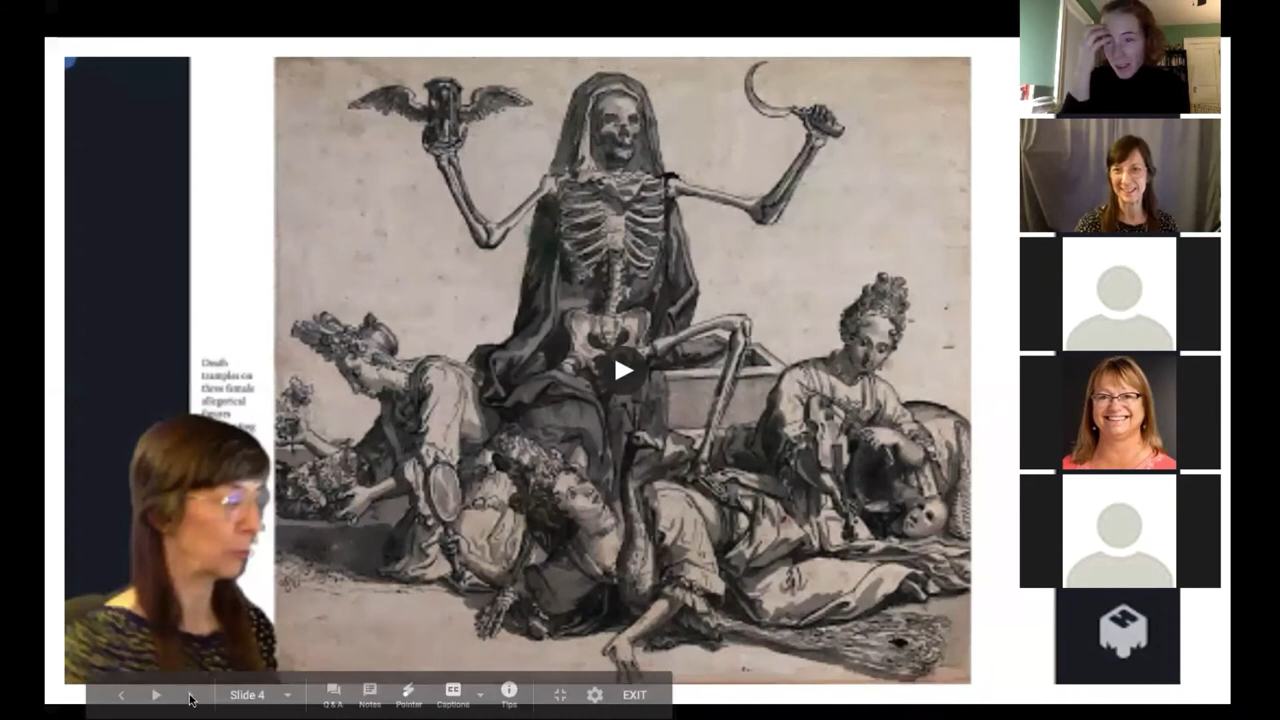 Death
tramples on
three female
allegorical
figures
Slide 4
Q & A
Notes
Pointer
Captions
Tips
EXIT